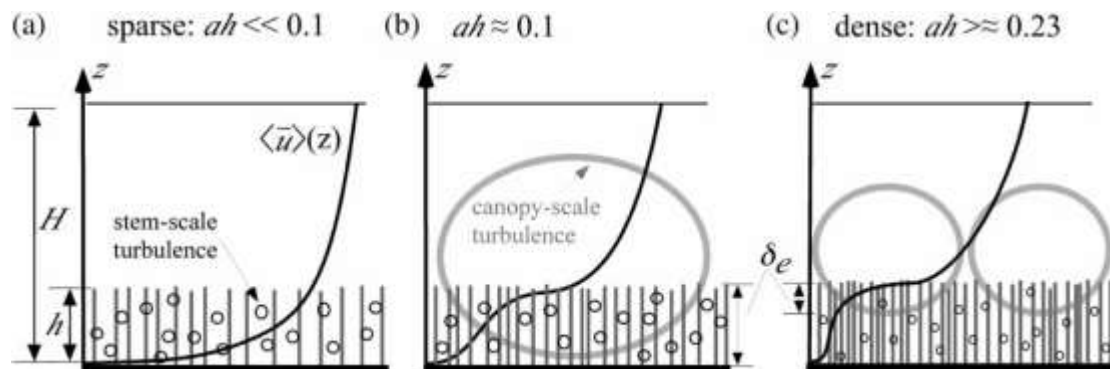 (a) sparse: ah << 0.1
(b) ah ≈ 0.1
(c) dense: ah >≈ 0.23
z
z
z
⟨u̅⟩(z)
H
stem-scale
turbulence
canopy-scale
turbulence
δe
h